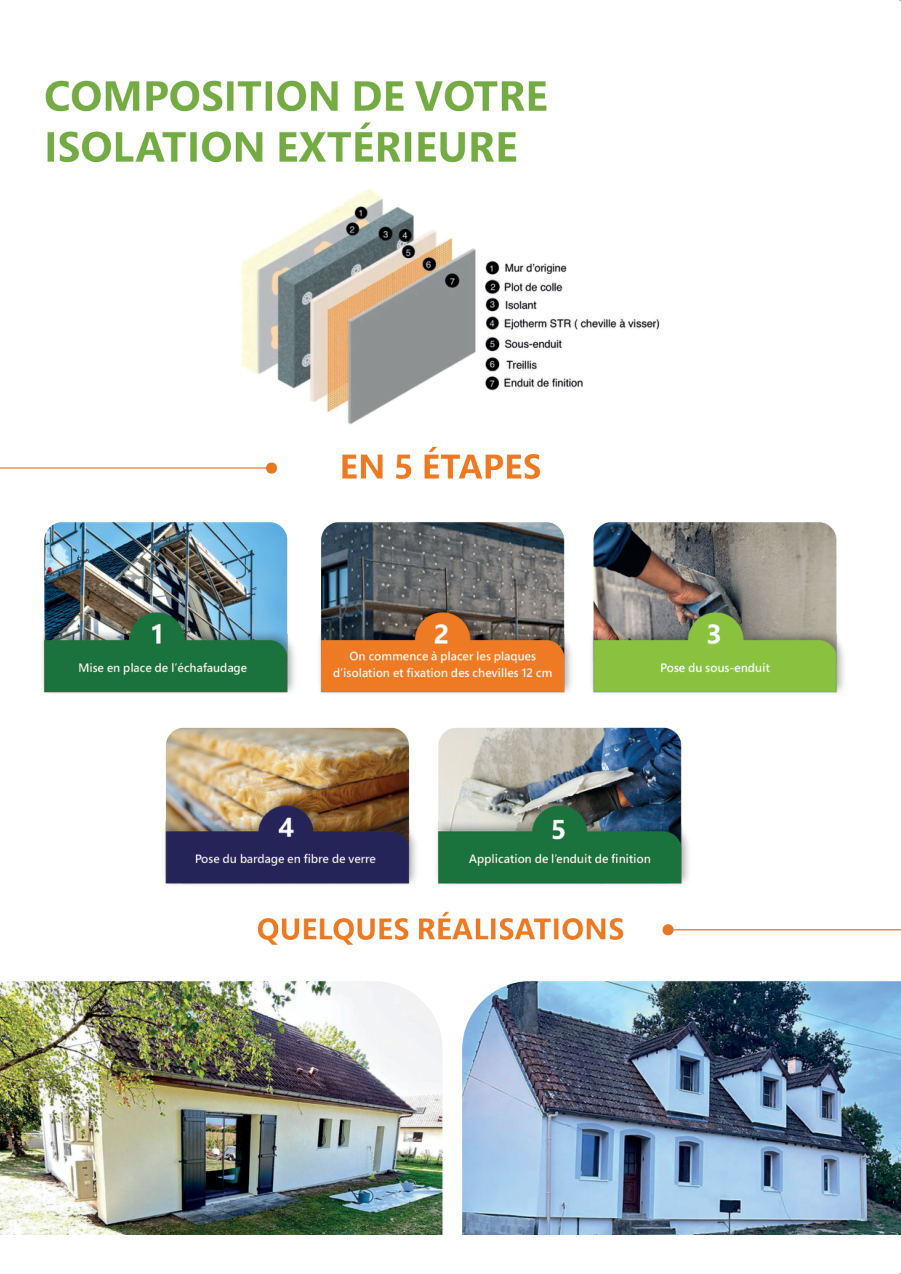 COMPOSITION DE VOTRE
ISOLATION EXTÉRIEURE
1
2
3
4
5
6
7
1 Mur d'origine
2 Plot de colle
3 Isolant
4 Ejotherm STR ( cheville à visser)
5 Sous-enduit
6 Treillis
7 Enduit de finition
EN 5 ÉTAPES
1
Mise en place de l'échafaudage
2
On commence à placer les plaques
d'isolation et fixation des chevilles 12 cm
3
Pose du sous-enduit
4
Pose du bardage en fibre de verre
5
Application de l'enduit de finition
QUELQUES RÉALISATIONS